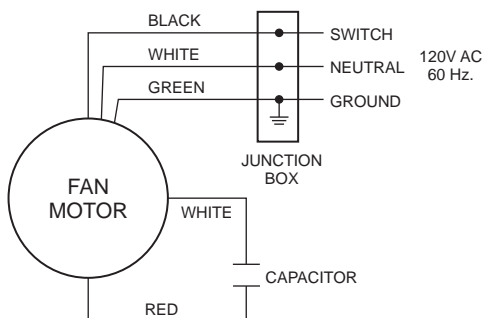 BLACK
SWITCH
WHITE
NEUTRAL
120V AC
60 Hz.
GREEN
GROUND
JUNCTION
BOX
FAN
MOTOR
WHITE
CAPACITOR
RED